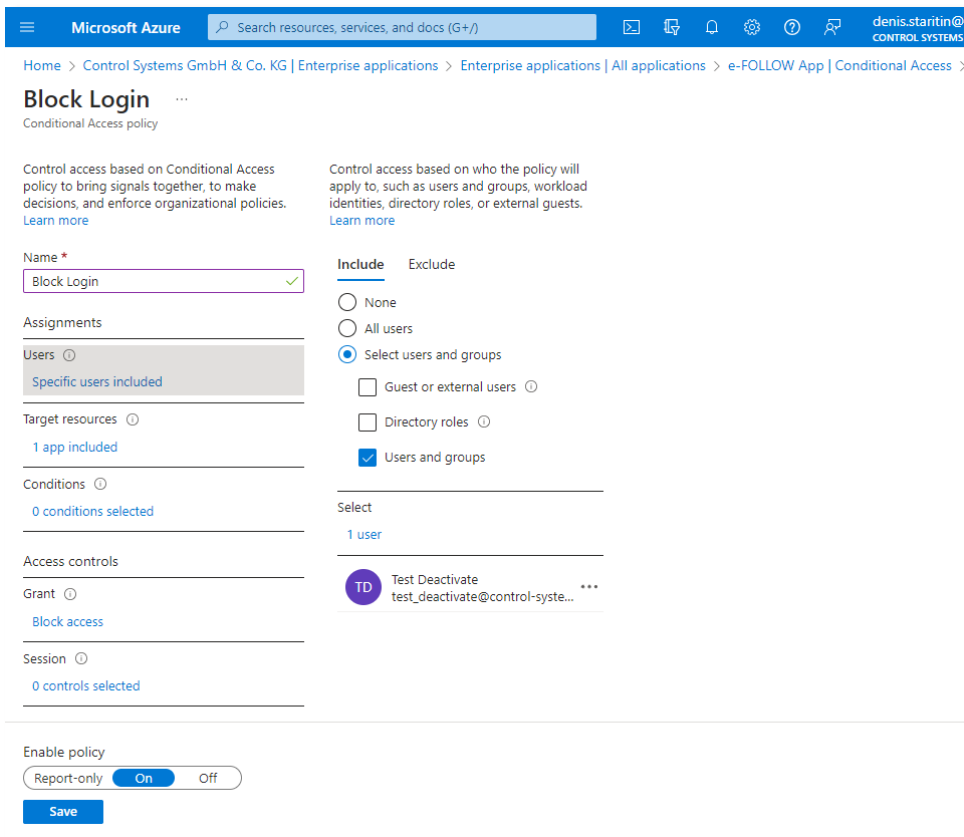 Microsoft Azure
Search resources, services, and docs (G+/)
denis.staritin@
CONTROL SYSTEMS
Home > Control Systems GmbH & Co. KG | Enterprise applications > Enterprise applications | All applications > e-FOLLOW App | Conditional Access >
Block Login ...
Conditional Access policy
Control access based on Conditional Access
policy to bring signals together, to make
decisions, and enforce organizational policies.
Learn more
Name *
Block Login
Assignments
Users
Specific users included
Target resources
1 app included
Conditions
0 conditions selected
Access controls
Grant
Block access
Session
0 controls selected
Control access based on who the policy will
apply to, such as users and groups, workload
identities, directory roles, or external guests.
Learn more
Include Exclude
None
All users
Select users and groups
Guest or external users
Directory roles
Users and groups
Select
1 user
TD
Test Deactivate
test_deactivate@control-syste...
Enable policy
Report-only On Off
Save